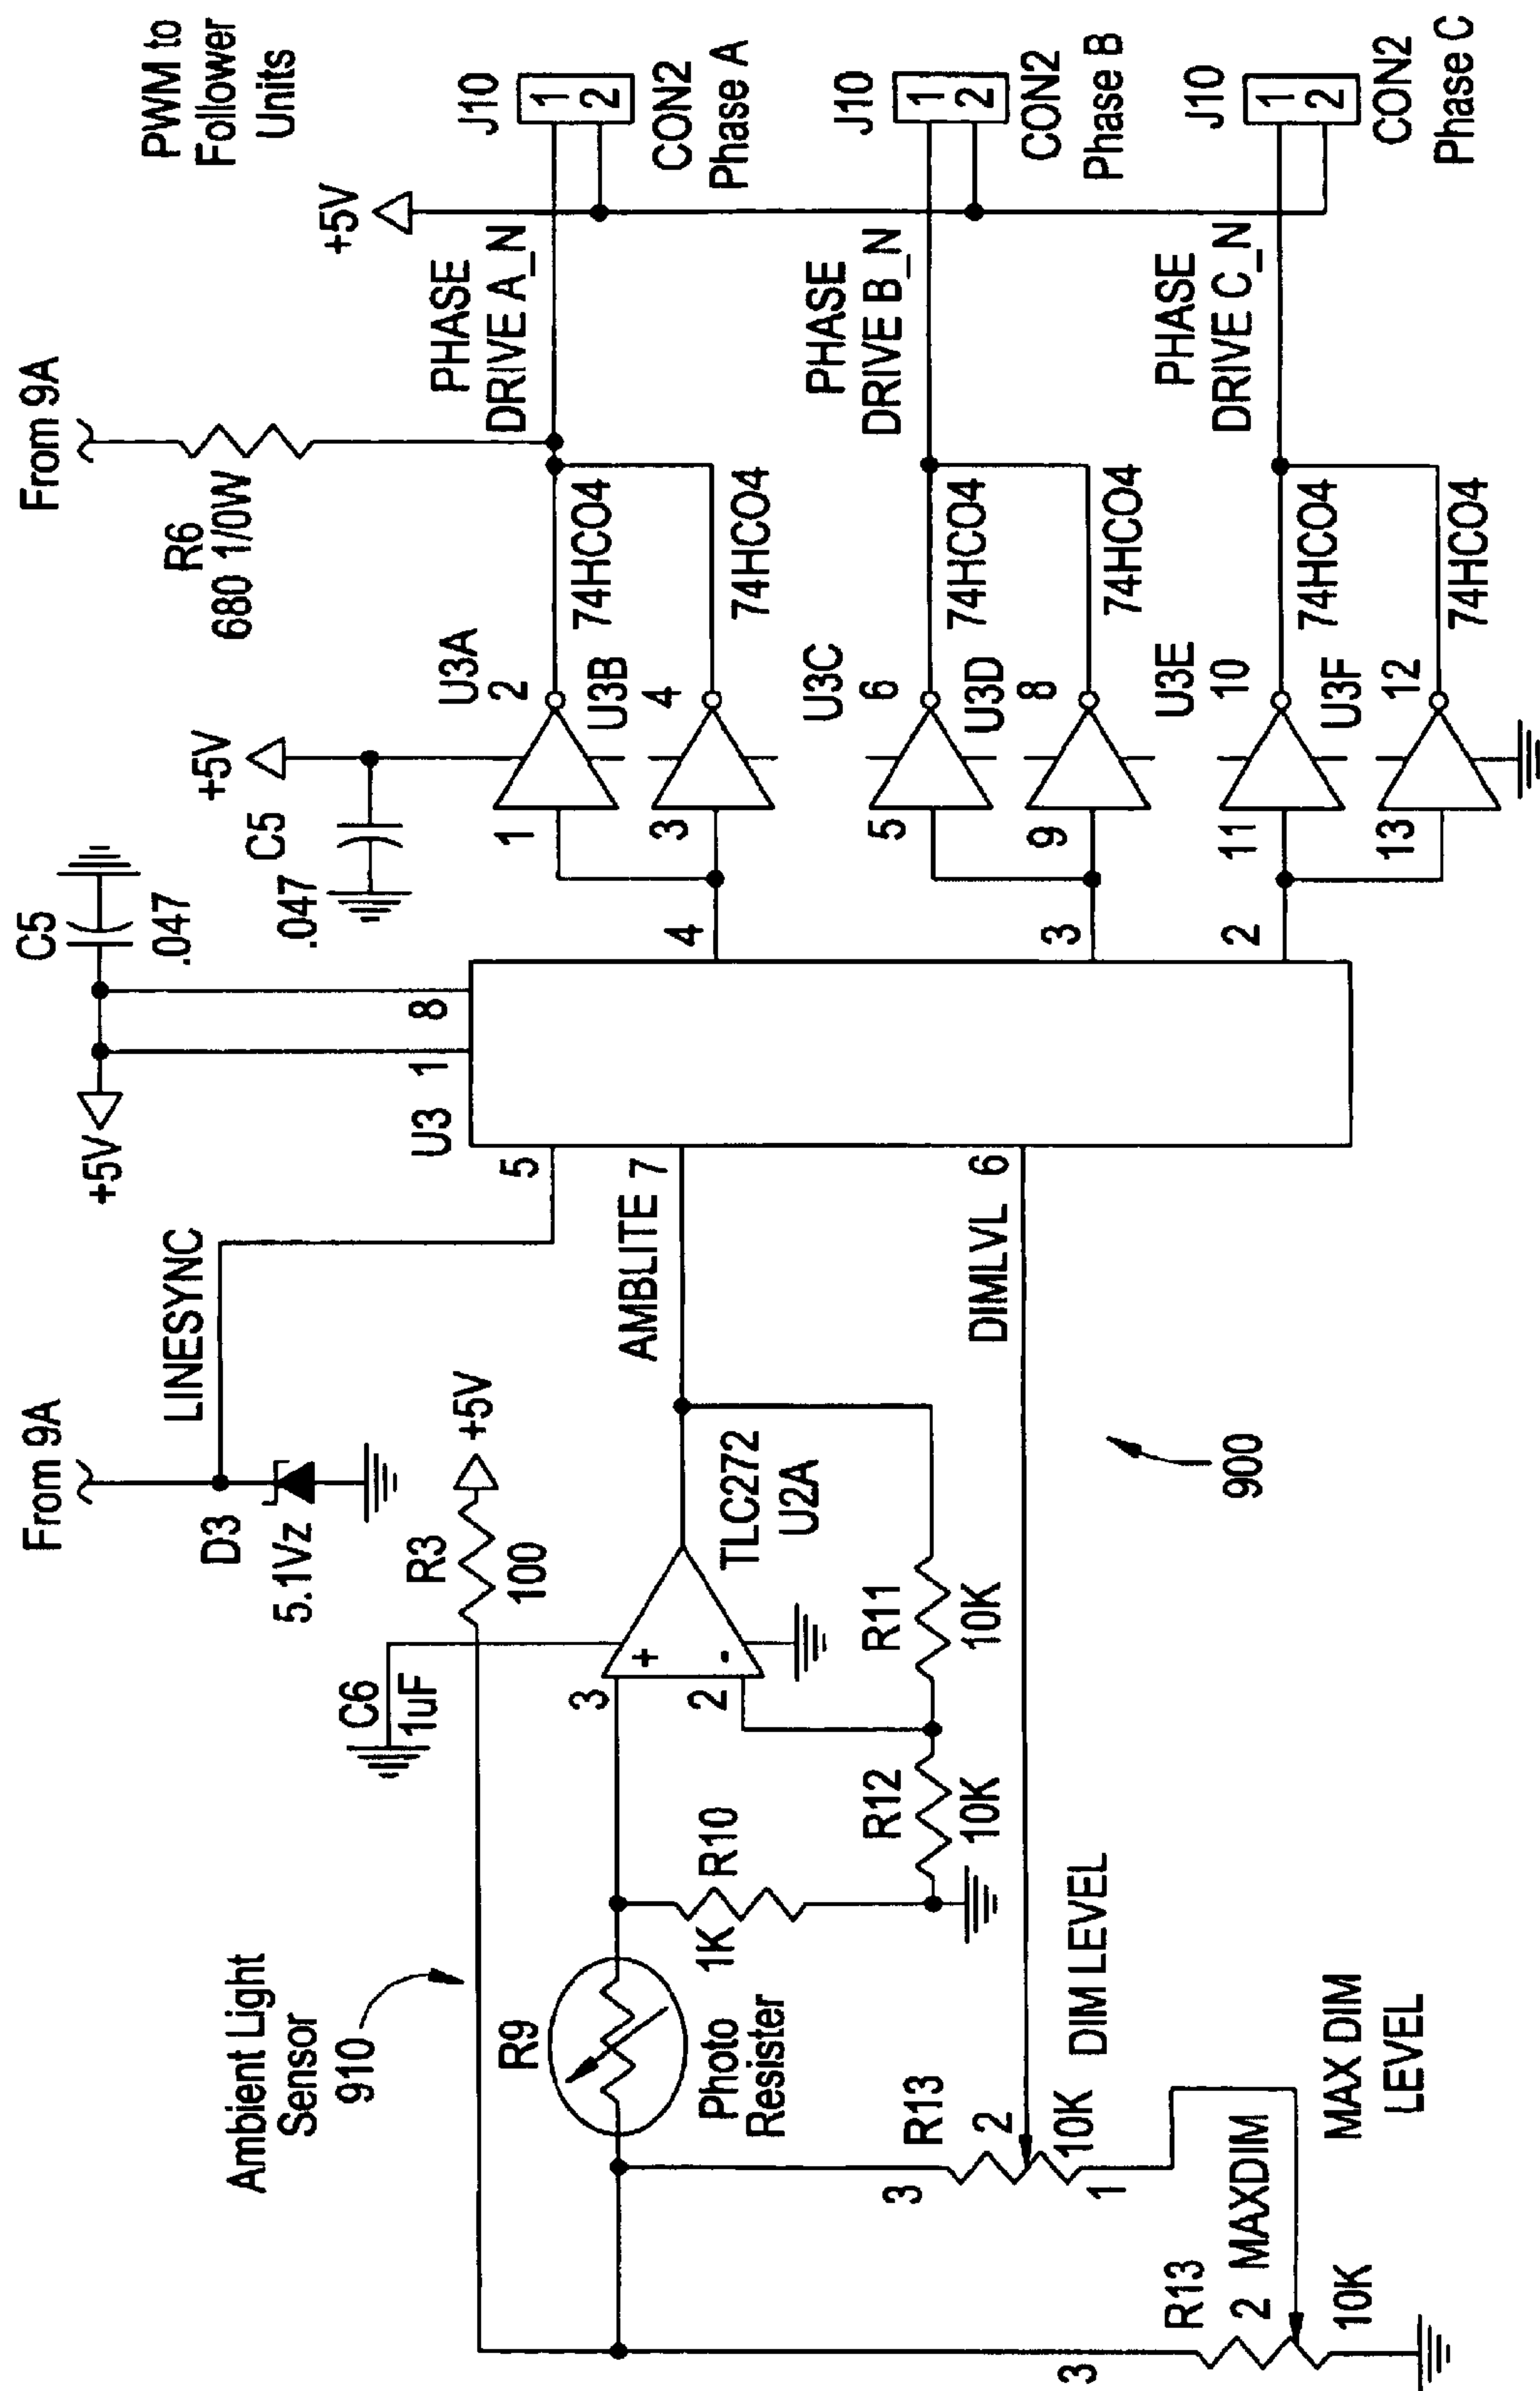 PWM to
Follower
Units
From 9A
R6
680 1/0W
+5V
J10
1
2
CON2
Phase A
PHASE
DRIVE A_N
J10
1
2
CON2
Phase B
PHASE
DRIVE B_N
J10
1
2
CON2
Phase C
PHASE
DRIVE C_N
+5V
C5
.047
U3A
1
2
74HCO4
U3B
3
4
74HCO4
U3C
5
6
74HCO4
U3D
9
8
74HCO4
U3E
11
10
74HCO4
U3F
13
12
74HCO4
C5
.047
+5V
U3
1
8
5
7
6
4
3
2
From 9A
LINESYNC
D3
5.1Vz
AMBLITE
DIMLVL
+5V
R3
100
C6
1uF
3
2
+
-
TLC272
U2A
R11
10K
R12
10K
R10
1K
900
Ambient Light
Sensor
910
R9
Photo
Resister
R13
3
2
1
10K
DIM LEVEL
R13
3
2
MAXDIM
10K
MAX DIM
LEVEL